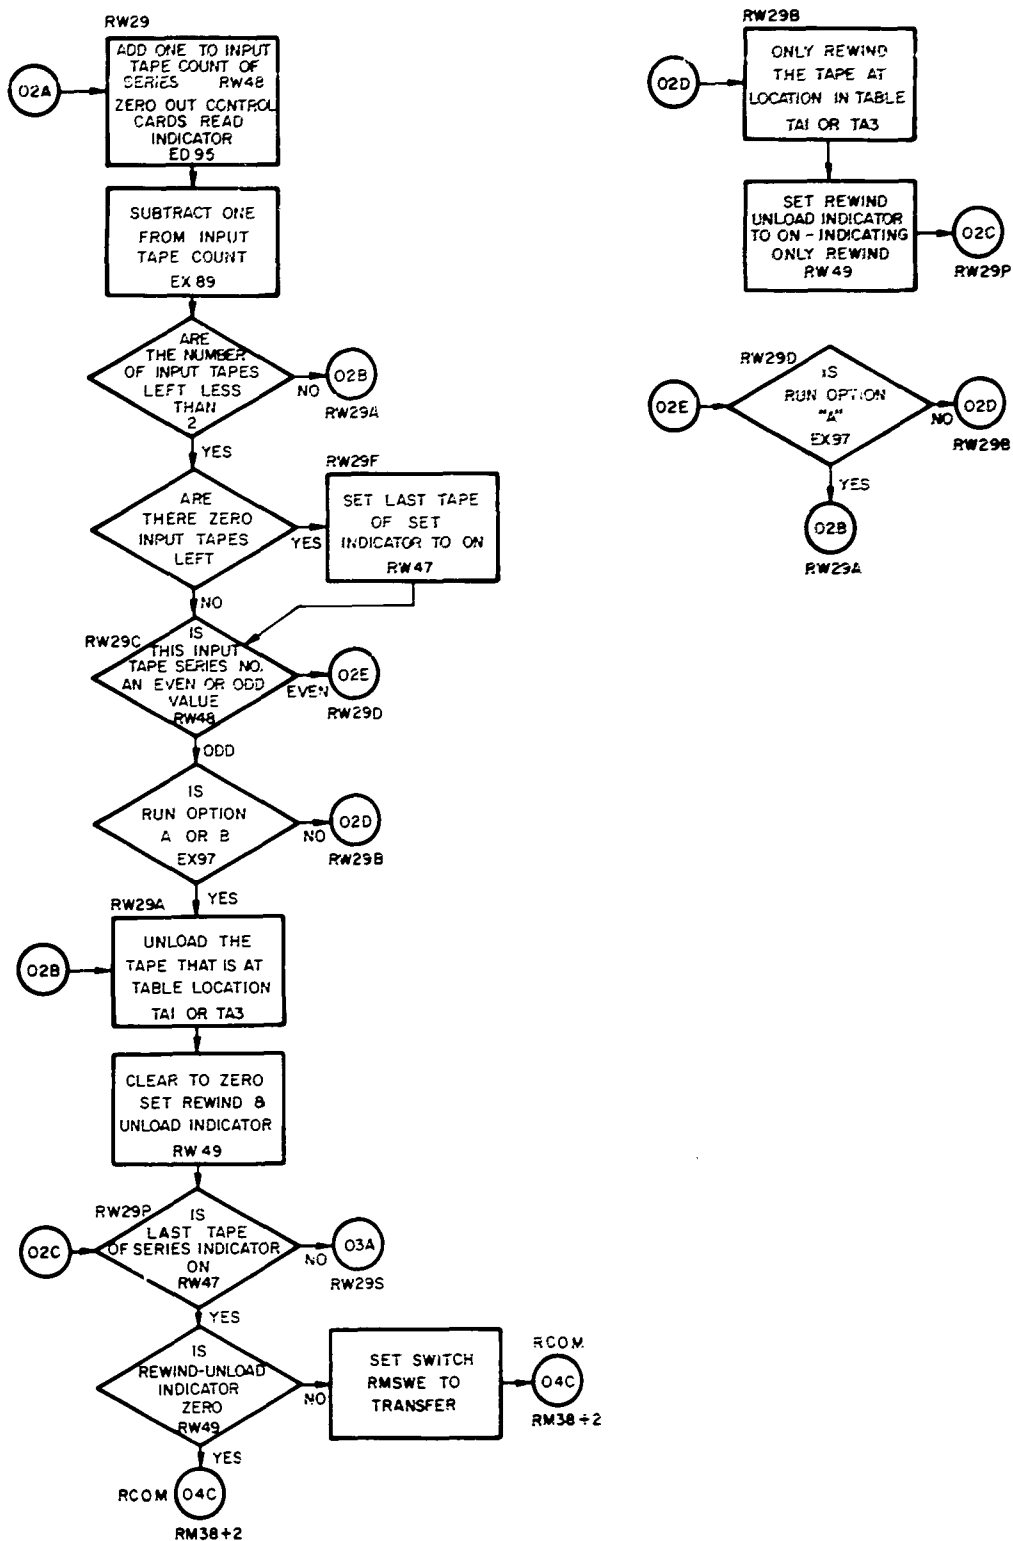 RW29
02A
ADD ONE TO INPUT
TAPE COUNT OF
SERIES RW48
ZERO OUT CONTROL
CARDS READ
INDICATOR
ED95
SUBTRACT ONE
FROM INPUT
TAPE COUNT
EX89
ARE
THE NUMBER
OF INPUT TAPES
LEFT LESS
THAN
2
NO
02B
RW29A
YES
ARE
THERE ZERO
INPUT TAPES
LEFT
YES
RW29F
SET LAST TAPE
OF SET
INDICATOR TO ON
RW47
NO
RW29C
IS
THIS INPUT
TAPE SERIES NO.
AN EVEN OR ODD
VALUE
RW48
EVEN
02E
RW29D
ODD
IS
RUN OPTION
A OR B
EX97
NO
02D
RW29B
YES
RW29A
02B
UNLOAD THE
TAPE THAT IS AT
TABLE LOCATION
TA1 OR TA3
CLEAR TO ZERO
SET REWIND &
UNLOAD INDICATOR
RW49
RW29P
02C
IS
LAST TAPE
OF SERIES INDICATOR
ON
RW47
NO
03A
RW29S
YES
IS
REWIND-UNLOAD
INDICATOR
ZERO
RW49
NO
SET SWITCH
RMSWE TO
TRANSFER
RCOM
04C
RM38+2
YES
RCOM
04C
RM38+2
RW29B
02D
ONLY REWIND
THE TAPE AT
LOCATION IN TABLE
TA1 OR TA3
SET REWIND
UNLOAD INDICATOR
TO ON-INDICATING
ONLY REWIND
RW49
02C
RW29P
RW29D
02E
IS
RUN OPTION
"A"
EX97
NO
02D
RW29B
YES
02B
RW29A